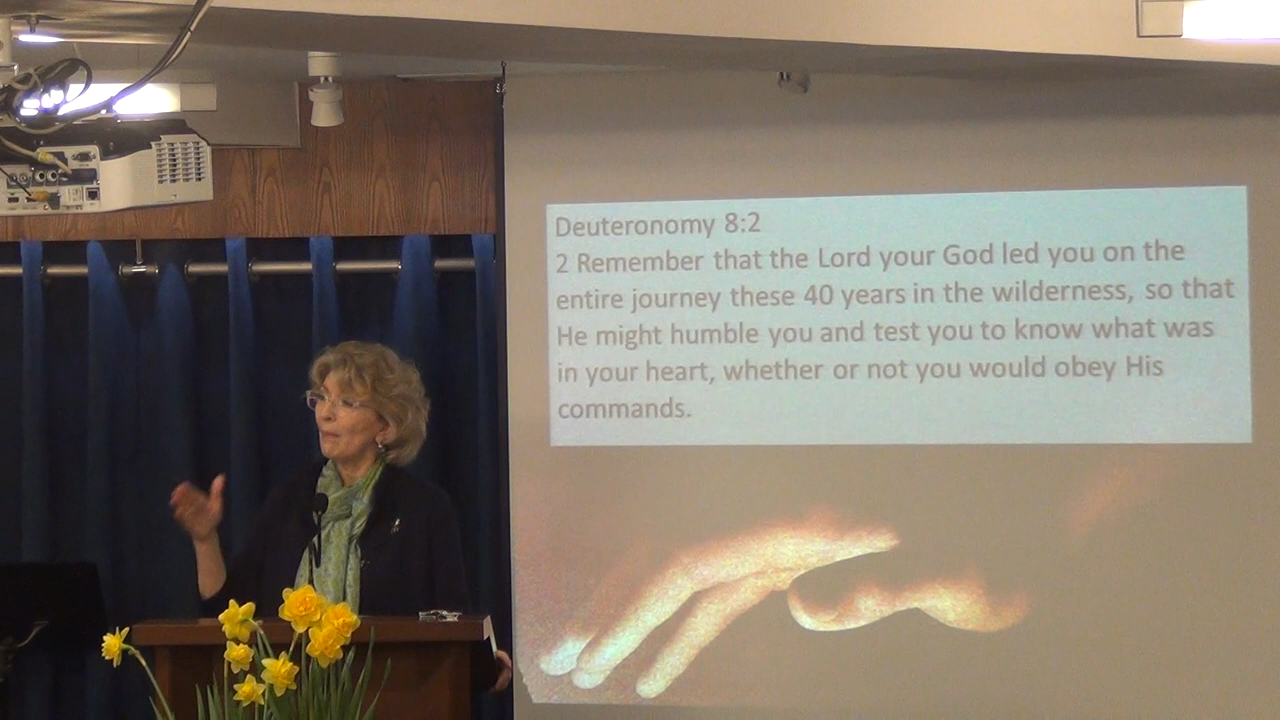 Deuteronomy 8:2
2 Remember that the Lord your God led you on the
entire journey these 40 years in the wilderness, so that
He might humble you and test you to know what was
in your heart, whether or not you would obey His
commands.